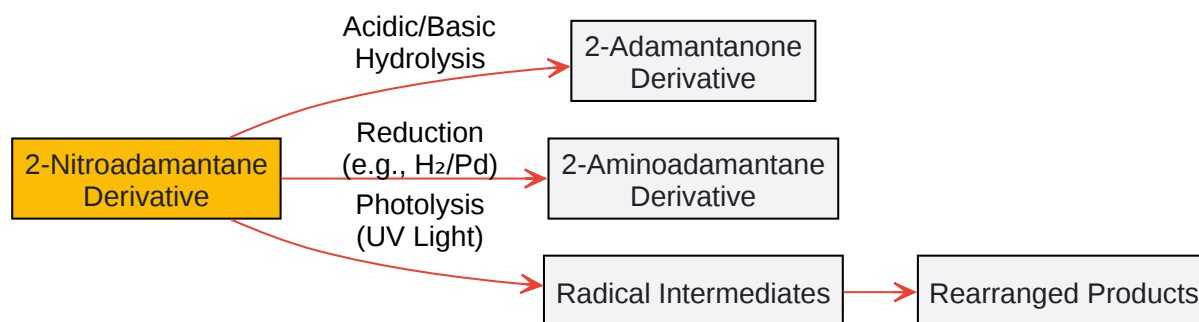 Acidic/Basic
Hydrolysis
2-Adamantanone
Derivative
2-Nitroadamantane
Derivative
Reduction
(e.g., H₂/Pd)
2-Aminoadamantane
Derivative
Photolysis
(UV Light)
Radical Intermediates
Rearranged Products